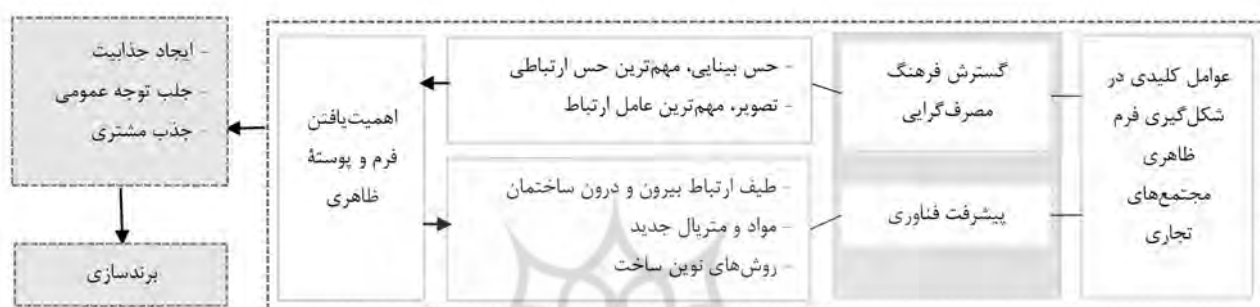 عوامل کلیدی در
شکل‌گیری فرم
ظاهری
مجتمع‌های
تجاری
گسترش فرهنگ
مصرف‌گرایی
پیشرفت فناوری
- حس بینایی، مهم‌ترین حس ارتباطی
- تصویر، مهم‌ترین عامل ارتباط
- طیف ارتباط بیرون و درون ساختمان
- مواد و متریال جدید
- روش‌های نوین ساخت
اهمیت‌یافتن
فرم و پوستهٔ
ظاهری
- ایجاد جذابیت
- جلب توجه عمومی
- جذب مشتری
برندسازی